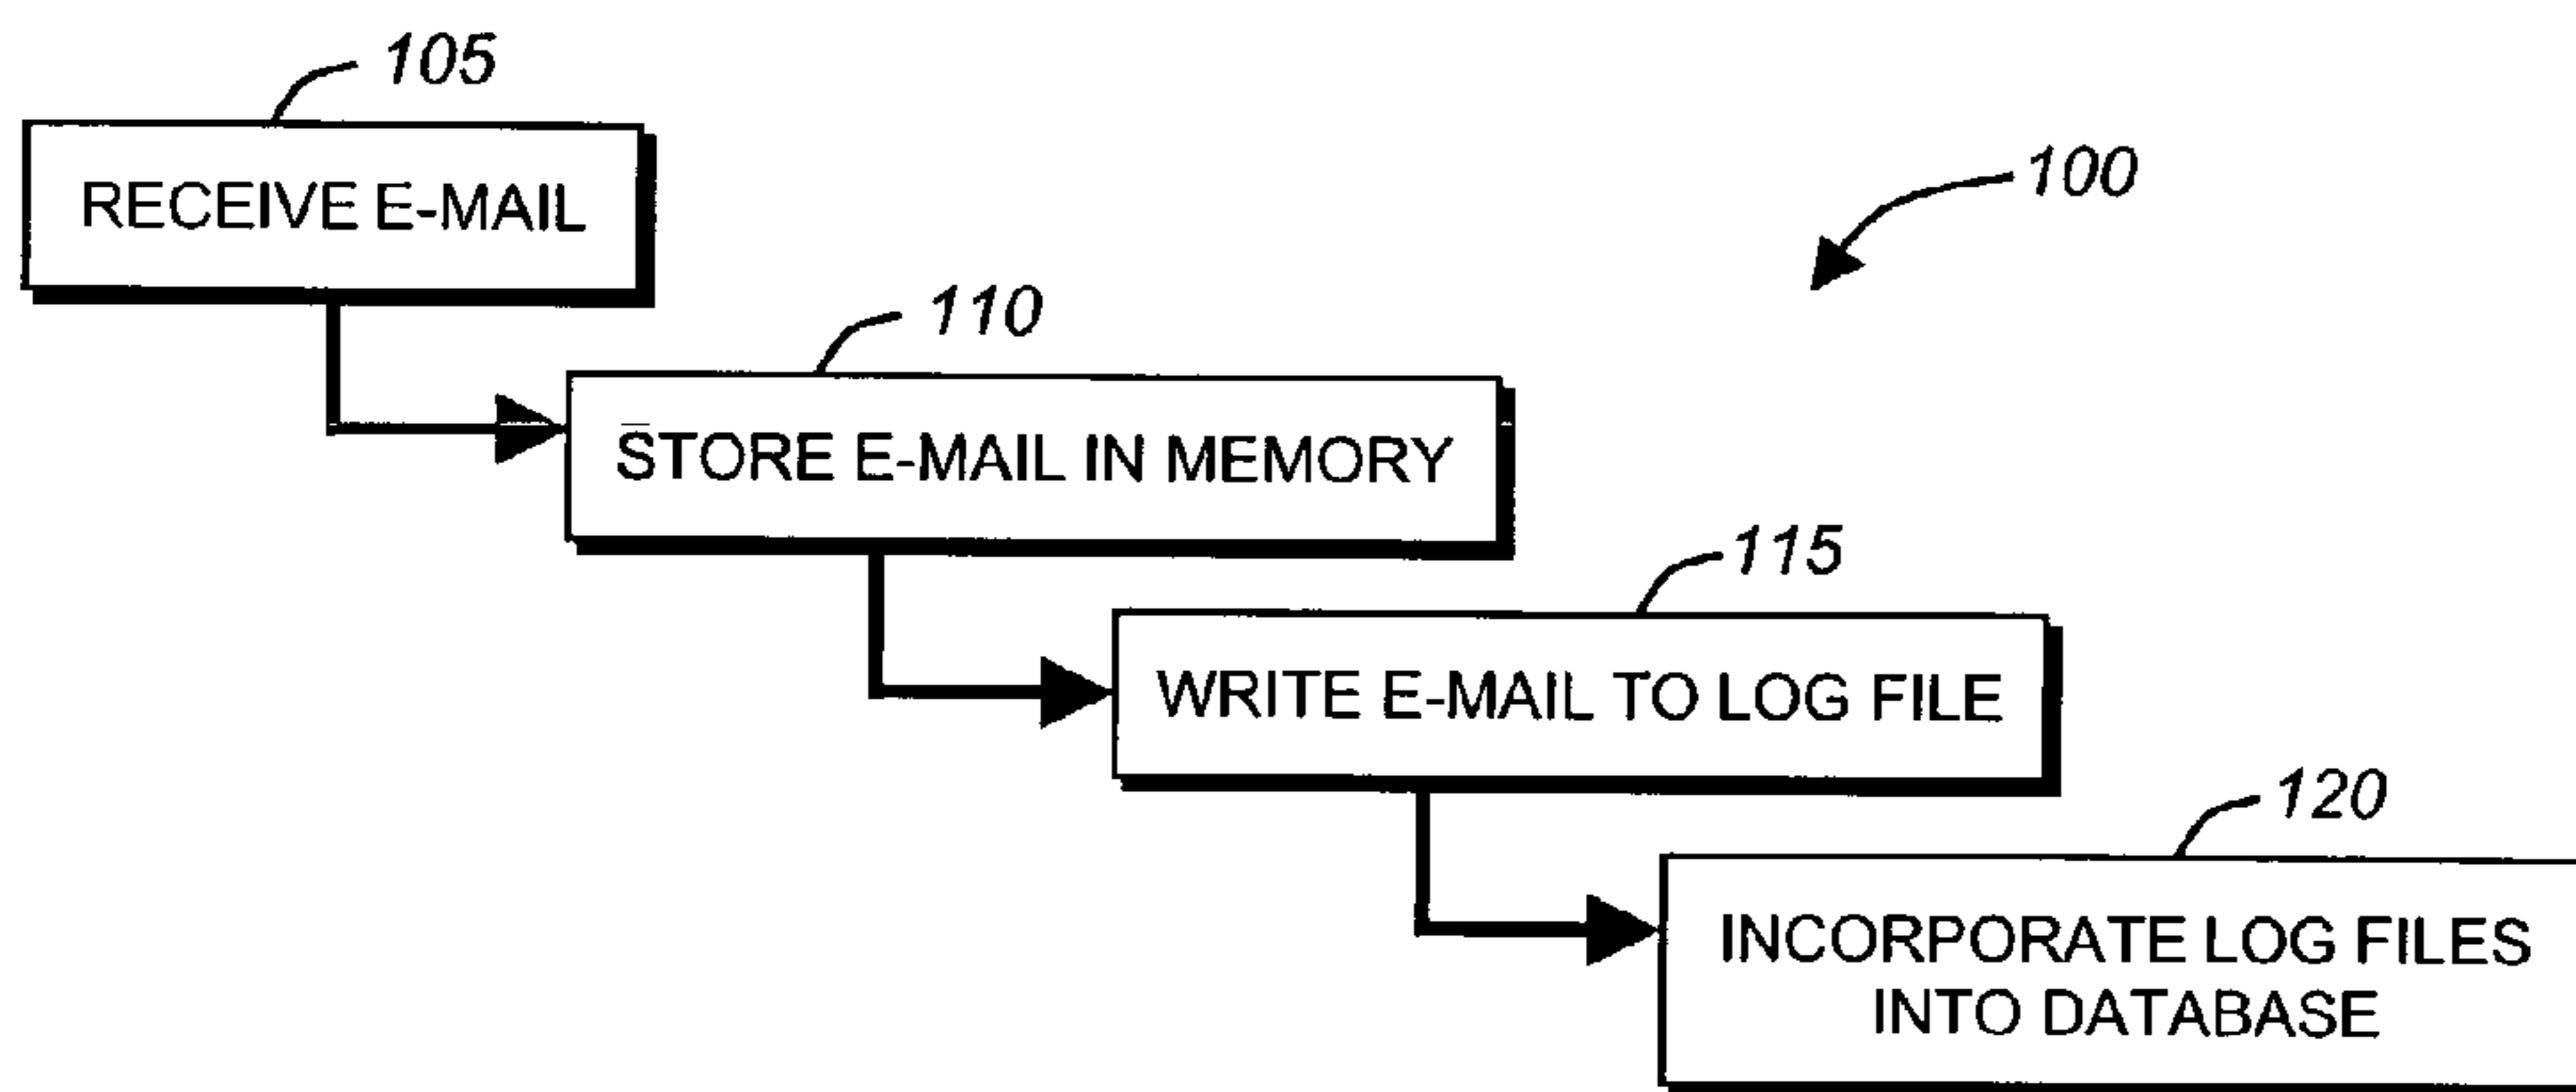 105
RECEIVE E-MAIL
100
110
STORE E-MAIL IN MEMORY
115
WRITE E-MAIL TO LOG FILE
120
INCORPORATE LOG FILES
INTO DATABASE